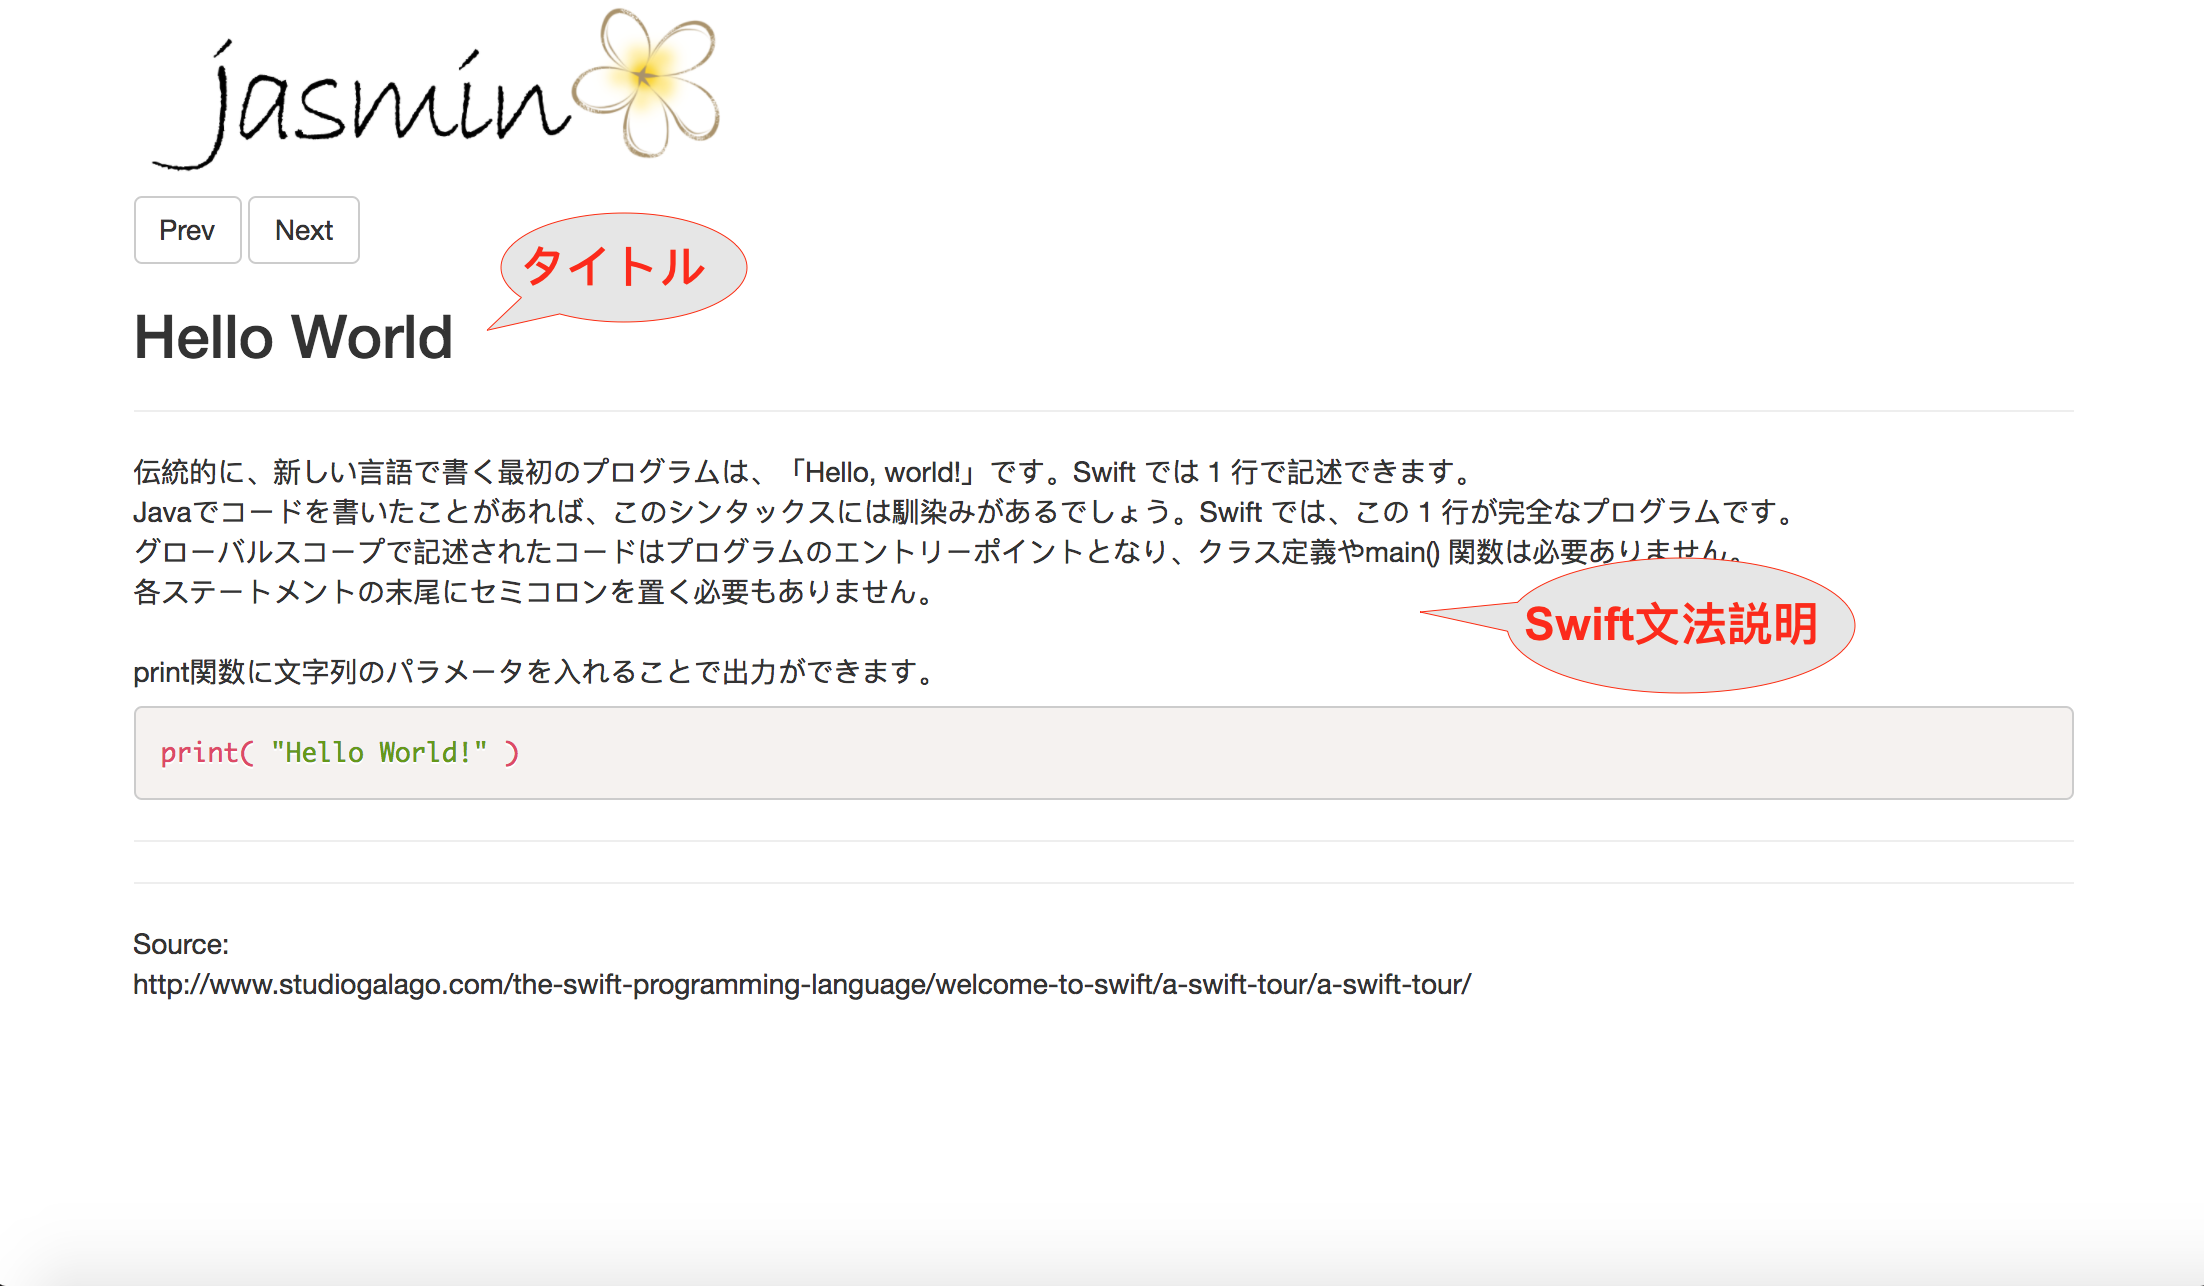 jasmin
Prev Next
タイトル
Hello World
伝統的に、新しい言語で書く最初のプログラムは、「Hello, world!」です。Swift では 1 行で記述できます。
Javaでコードを書いたことがあれば、このシンタックスには馴染みがあるでしょう。Swift では、この 1 行が完全なプログラムです。
グローバルスコープで記述されたコードはプログラムのエントリーポイントとなり、クラス定義やmain() 関数は必要ありません。
各ステートメントの末尾にセミコロンを置く必要もありません。
Swift文法説明
print関数に文字列のパラメータを入れることで出力ができます。
print( "Hello World!" )
Source:
http://www.studiogalago.com/the-swift-programming-language/welcome-to-swift/a-swift-tour/a-swift-tour/